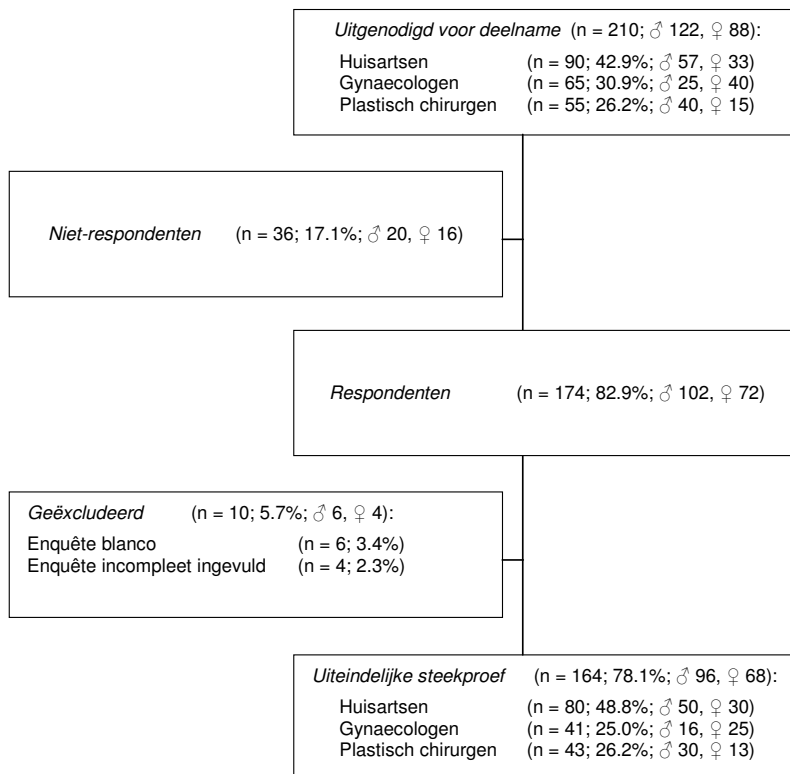 Uitgenodigd voor deelname (n = 210; ♂ 122, ♀ 88):
Huisartsen (n = 90; 42.9%; ♂ 57, ♀ 33)
Gynaecologen (n = 65; 30.9%; ♂ 25, ♀ 40)
Plastisch chirurgen (n = 55; 26.2%; ♂ 40, ♀ 15)
Niet-respondenten (n = 36; 17.1%; ♂ 20, ♀ 16)
Respondenten (n = 174; 82.9%; ♂ 102, ♀ 72)
Geëxcludeerd (n = 10; 5.7%; ♂ 6, ♀ 4):
Enquête blanco (n = 6; 3.4%)
Enquête incompleet ingevuld (n = 4; 2.3%)
Uiteindelijke steekproef (n = 164; 78.1%; ♂ 96, ♀ 68):
Huisartsen (n = 80; 48.8%; ♂ 50, ♀ 30)
Gynaecologen (n = 41; 25.0%; ♂ 16, ♀ 25)
Plastisch chirurgen (n = 43; 26.2%; ♂ 30, ♀ 13)